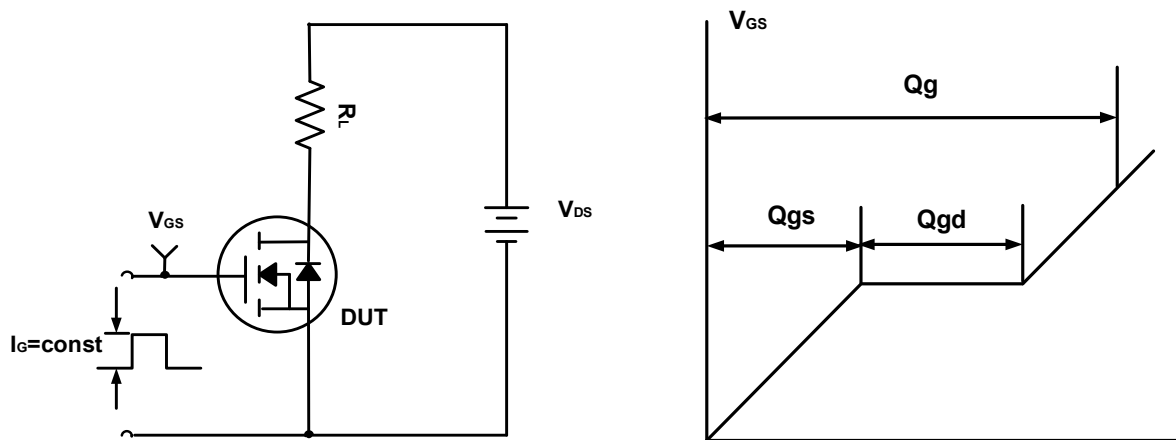 RL
VGS
VDS
DUT
IG=const
VGS
Qg
Qgs
Qgd